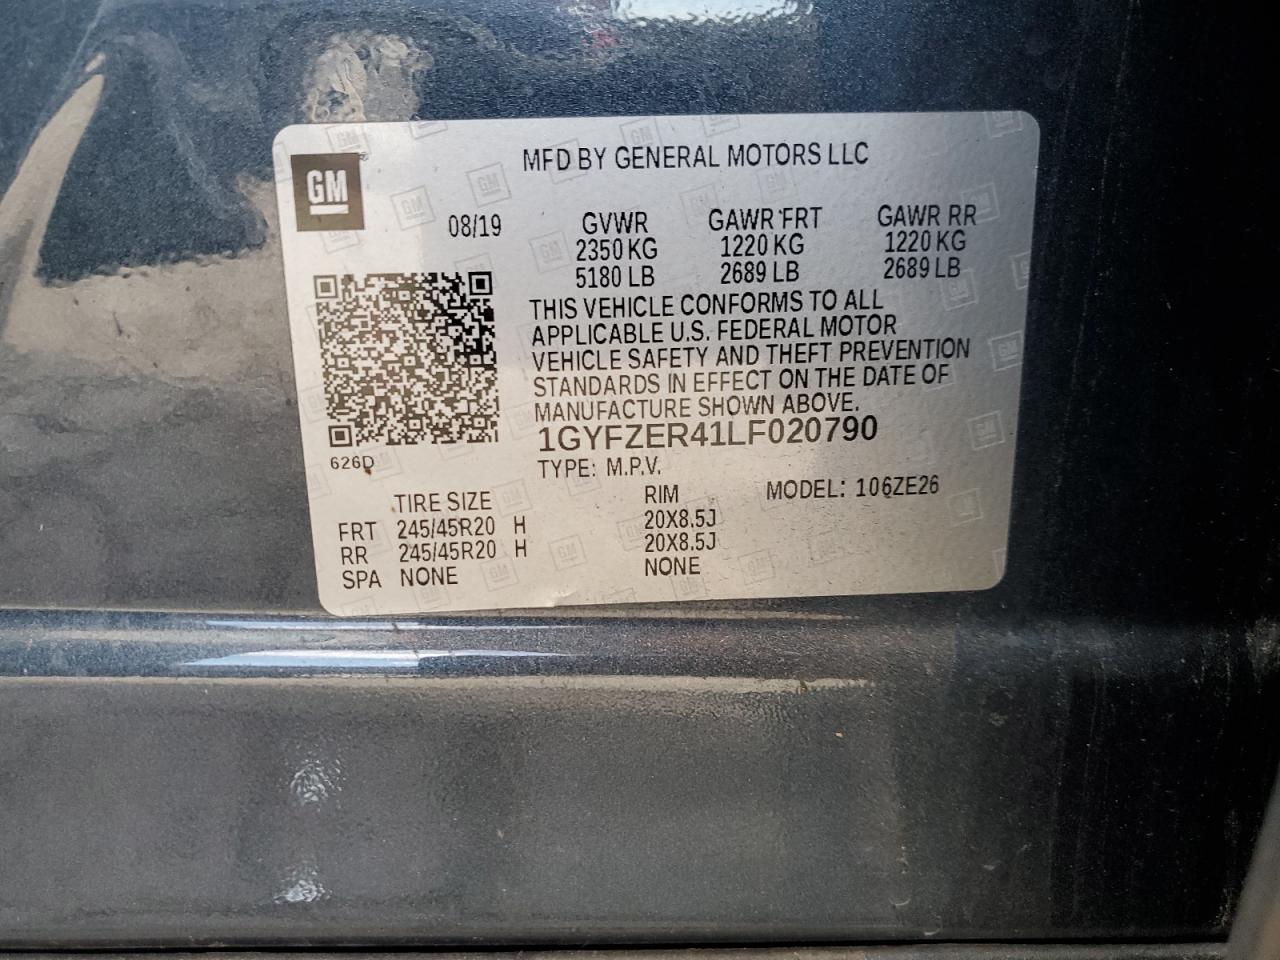 GM
MFD BY GENERAL MOTORS LLC
08/19 GVWR GAWR FRT GAWR RR
2350 KG 1220 KG 1220 KG
5180 LB 2689 LB 2689 LB
THIS VEHICLE CONFORMS TO ALL
APPLICABLE U.S. FEDERAL MOTOR
VEHICLE SAFETY AND THEFT PREVENTION
STANDARDS IN EFFECT ON THE DATE OF
MANUFACTURE SHOWN ABOVE.
1GYFZER41LF020790
626D
TYPE: M.P.V.
MODEL: 106ZE26
TIRE SIZE RIM
FRT 245/45R20 H 20X8.5J
RR 245/45R20 H 20X8.5J
SPA NONE NONE